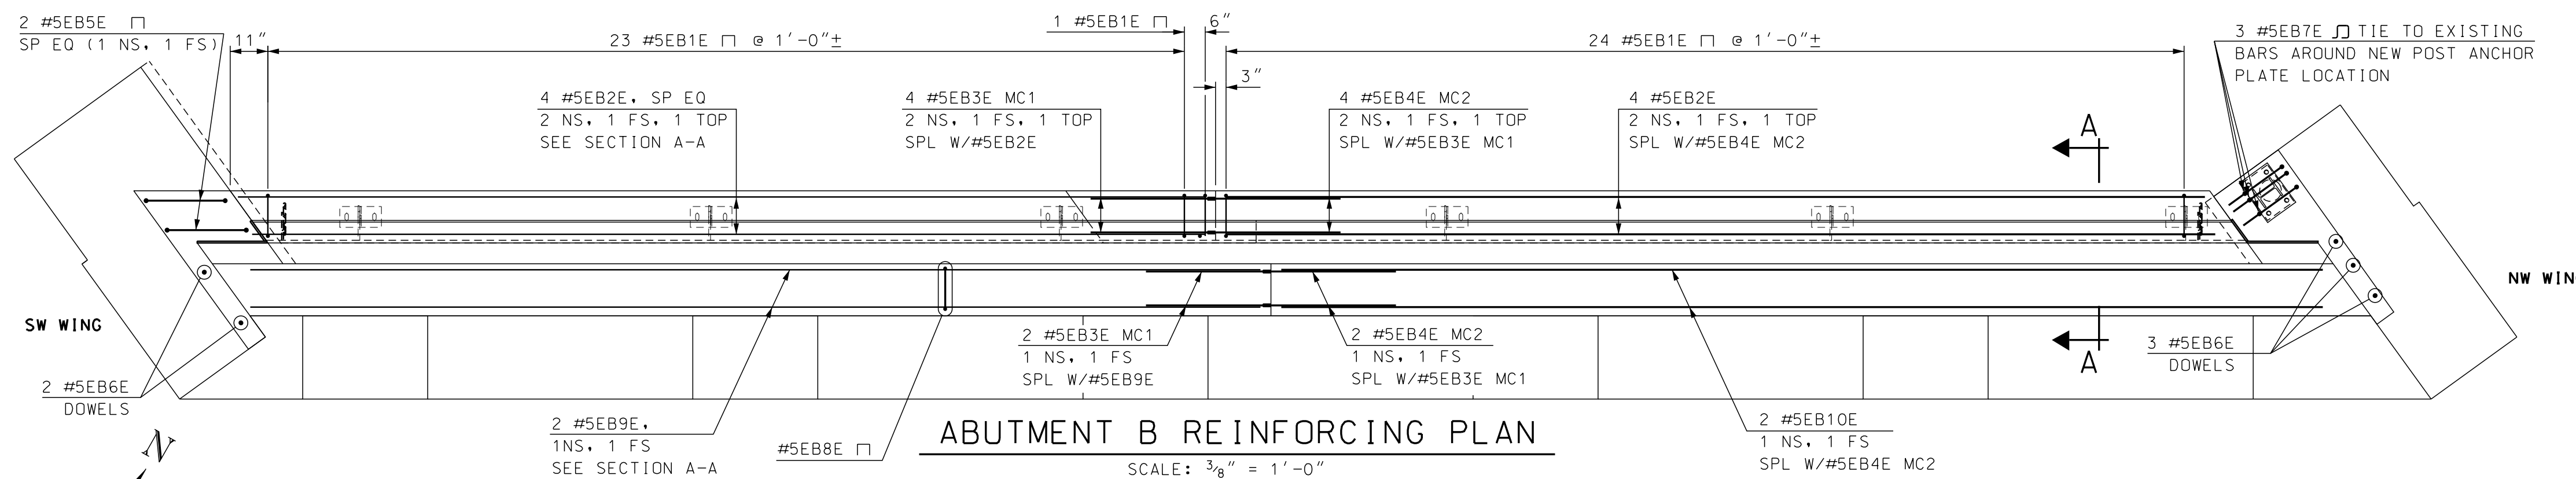 2 #5EB5E
SP EQ (1 NS, 1 FS)
11"
23 #5EB1E @ 1'-0"±
1 #5EB1E
6"
3"
24 #5EB1E @ 1'-0"±
3 #5EB7E TIE TO EXISTING
BARS AROUND NEW POST ANCHOR
PLATE LOCATION
4 #5EB2E, SP EQ
2 NS, 1 FS, 1 TOP
SEE SECTION A-A
4 #5EB3E MC1
2 NS, 1 FS, 1 TOP
SPL W/#5EB2E
4 #5EB4E MC2
2 NS, 1 FS, 1 TOP
SPL W/#5EB3E MC1
4 #5EB2E
2 NS, 1 FS, 1 TOP
SPL W/#5EB4E MC2
A
SW WING
NW WIN
2 #5EB6E
DOWELS
2 #5EB9E,
1NS, 1 FS
SEE SECTION A-A
#5EB8E
2 #5EB3E MC1
1 NS, 1 FS
SPL W/#5EB9E
2 #5EB4E MC2
1 NS, 1 FS
SPL W/#5EB3E MC1
2 #5EB10E
1 NS, 1 FS
SPL W/#5EB4E MC2
A
3 #5EB6E
DOWELS
N
ABUTMENT B REINFORCING PLAN
SCALE: 3/8" = 1'-0"